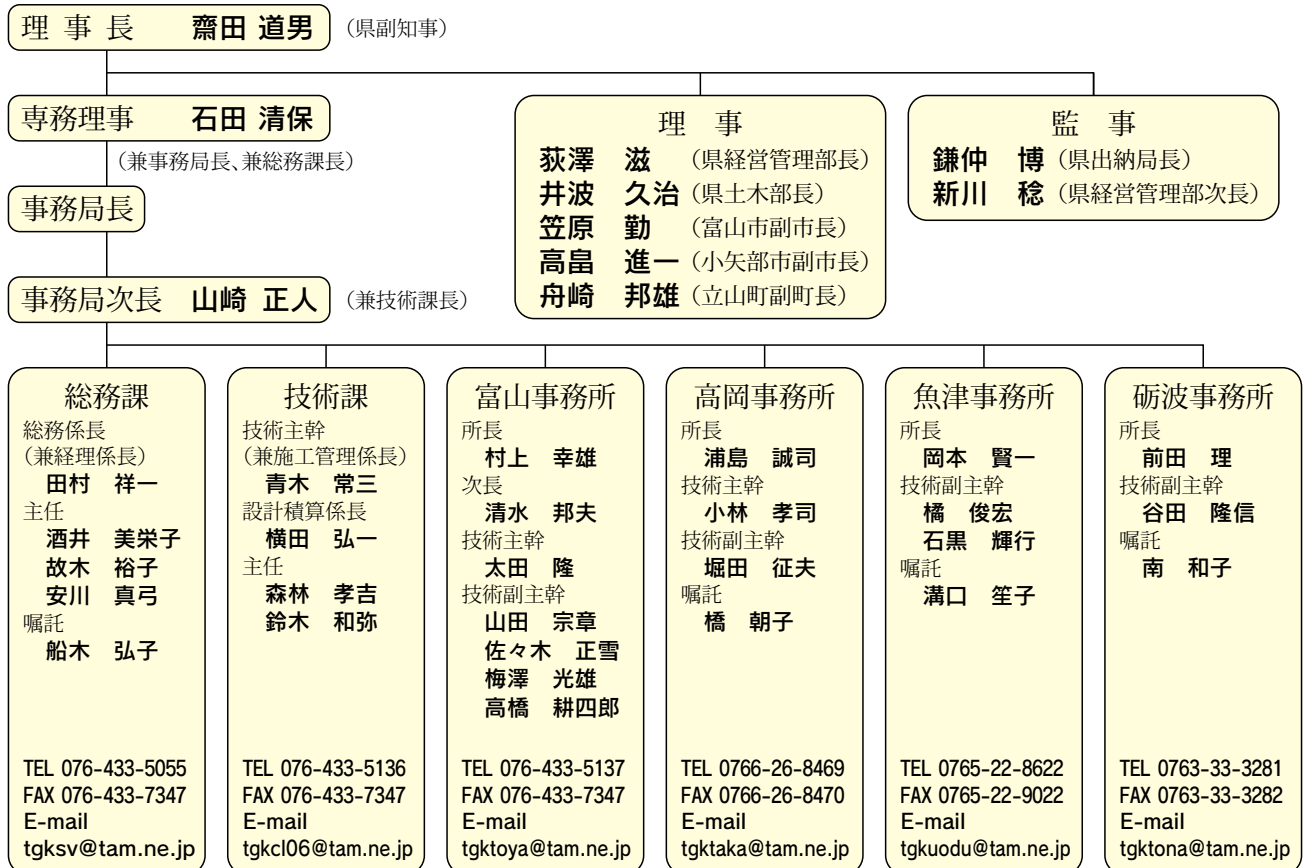 理事長　齋田 道男　（県副知事）
専務理事　石田 清保
（兼事務局長、兼総務課長）
事務局長
事務局次長　山崎 正人　（兼技術課長）
理　事
荻澤　滋（県経営管理部長）
井波　久治（県土木部長）
笠原　勤（富山市副市長）
高畠　進一（小矢部市副市長）
舟崎　邦雄（立山町副町長）
監　事
鎌仲　博（県出納局長）
新川　稔（県経営管理部次長）
総務課
総務係長
（兼経理係長）
田村　祥一
主任
酒井　美栄子
故木　裕子
安川　真弓
嘱託
船木　弘子
TEL 076-433-5055
FAX 076-433-7347
E-mail
tgksv@tam.ne.jp
技術課
技術主幹
（兼施工管理係長）
青木　常三
設計積算係長
横田　弘一
主任
森林　孝吉
鈴木　和弥
TEL 076-433-5136
FAX 076-433-7347
E-mail
tgkcl06@tam.ne.jp
富山事務所
所長
村上　幸雄
次長
清水　邦夫
技術主幹
太田　隆
技術副主幹
山田　宗章
佐々木　正雪
梅澤　光雄
高橋　耕四郎
TEL 076-433-5137
FAX 076-433-7347
E-mail
tgktoya@tam.ne.jp
高岡事務所
所長
浦島　誠司
技術主幹
小林　孝司
技術副主幹
堀田　征夫
嘱託
橋　朝子
TEL 0766-26-8469
FAX 0766-26-8470
E-mail
tgktaka@tam.ne.jp
魚津事務所
所長
岡本　賢一
技術副主幹
橘　俊宏
石黒　輝行
嘱託
溝口　笙子
TEL 0765-22-8622
FAX 0765-22-9022
E-mail
tgkuodu@tam.ne.jp
砺波事務所
所長
前田　理
技術副主幹
谷田　隆信
嘱託
南　和子
TEL 0763-33-3281
FAX 0763-33-3282
E-mail
tgktona@tam.ne.jp